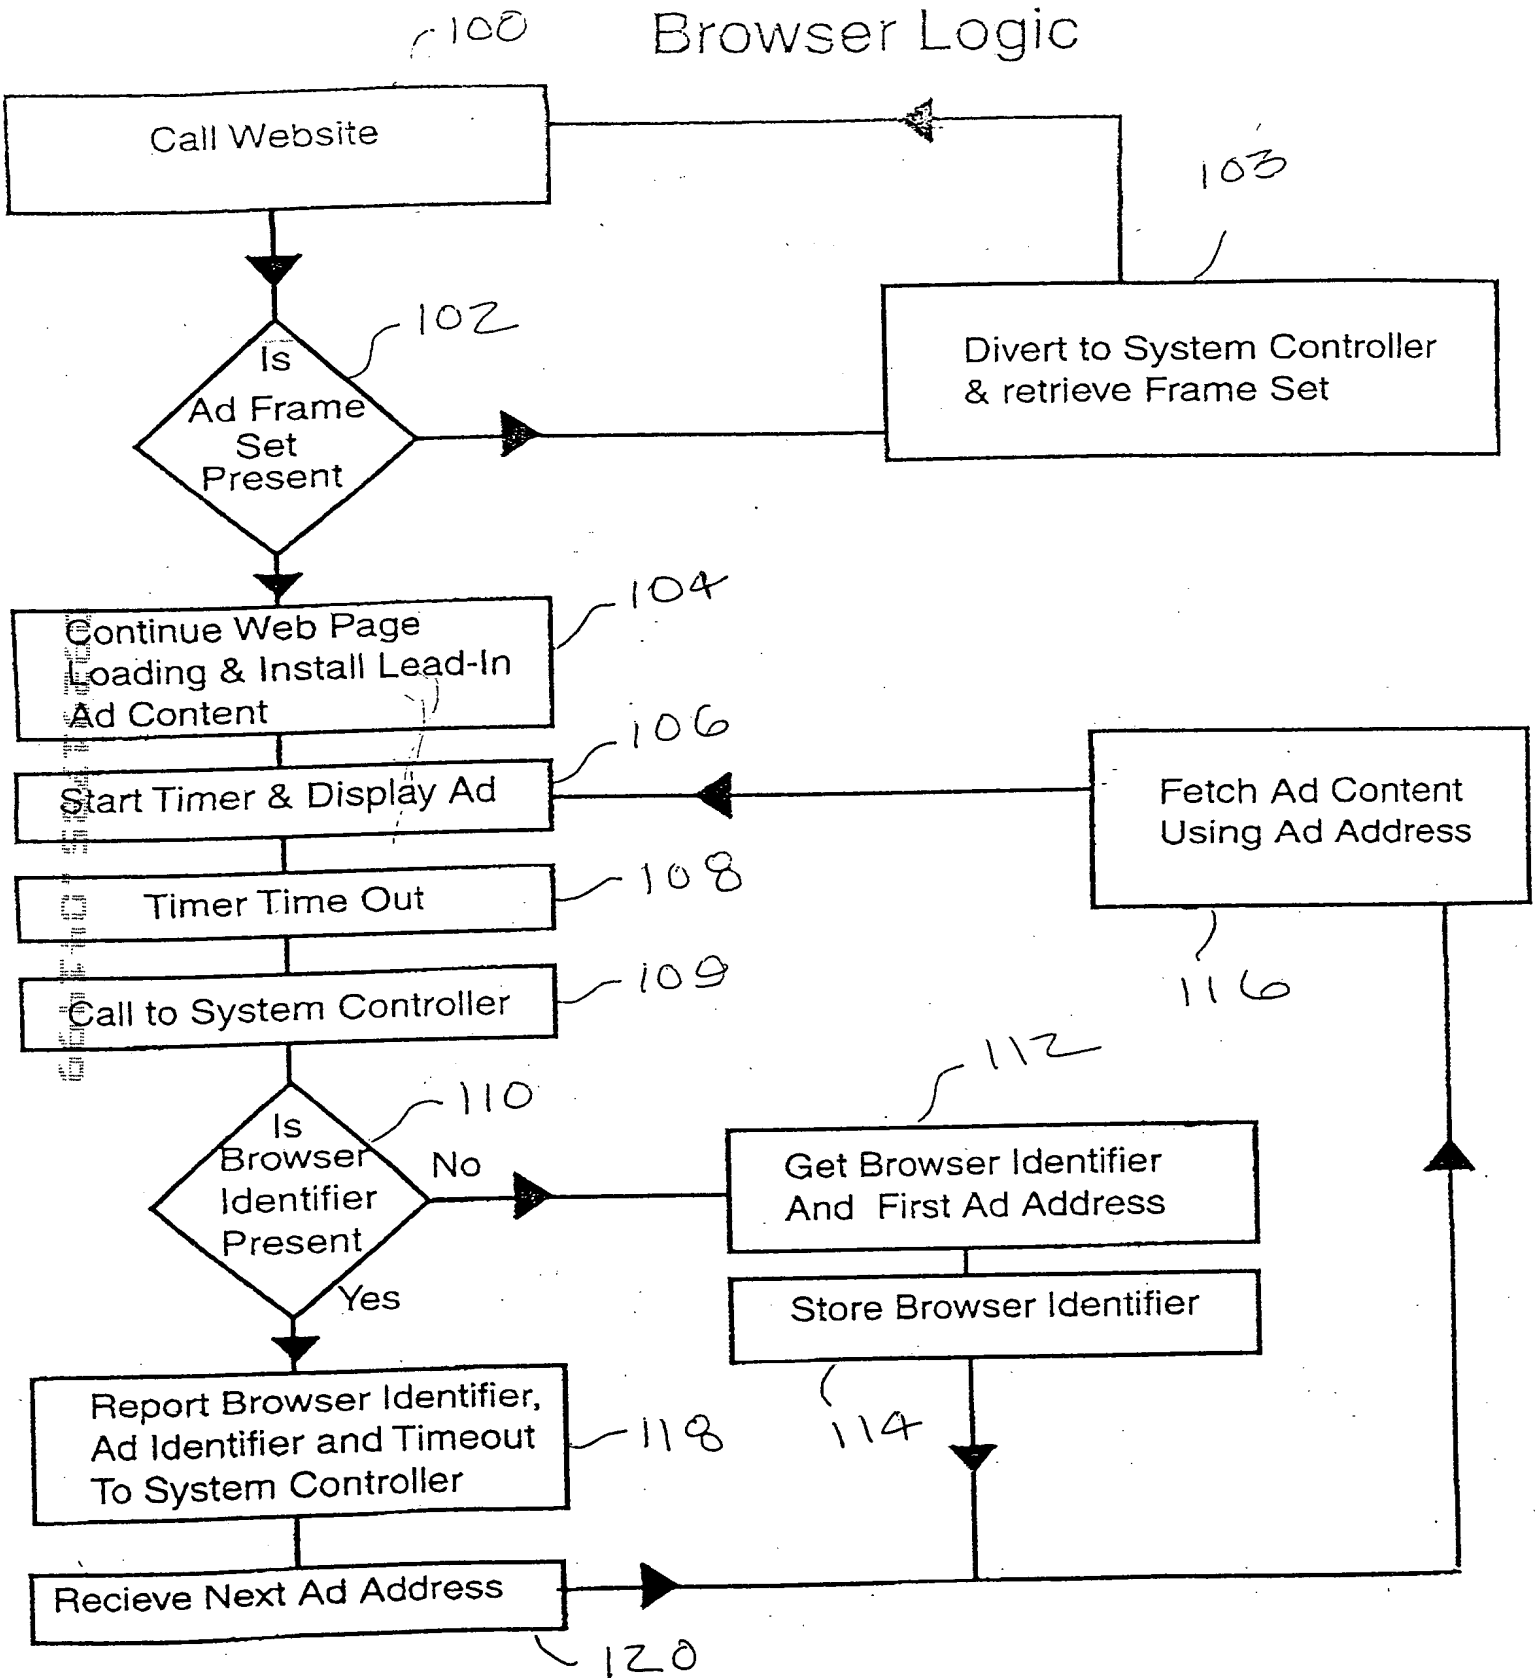 Browser Logic
100
Call Website
103
Divert to System Controller
& retrieve Frame Set
102
Is
Ad Frame
Set
Present
104
Continue Web Page
Loading & Install Lead-In
Ad Content
106
Start Timer & Display Ad
Fetch Ad Content
Using Ad Address
116
108
Timer Time Out
109
Call to System Controller
110
Is
Browser
Identifier
Present
No
Yes
112
Get Browser Identifier
And First Ad Address
Store Browser Identifier
114
Report Browser Identifier,
Ad Identifier and Timeout
To System Controller
118
Recieve Next Ad Address
120